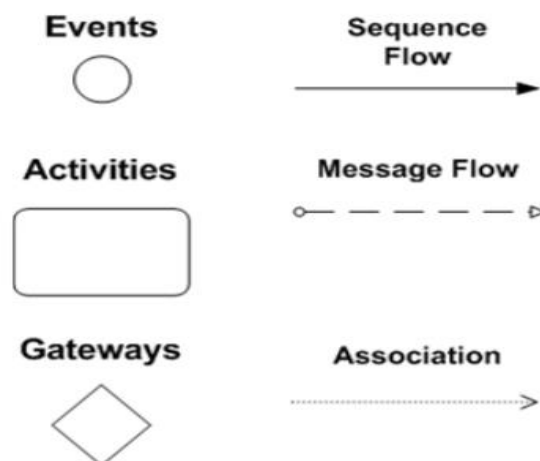 Events
Sequence
Flow
Activities
Message Flow
Gateways
Association